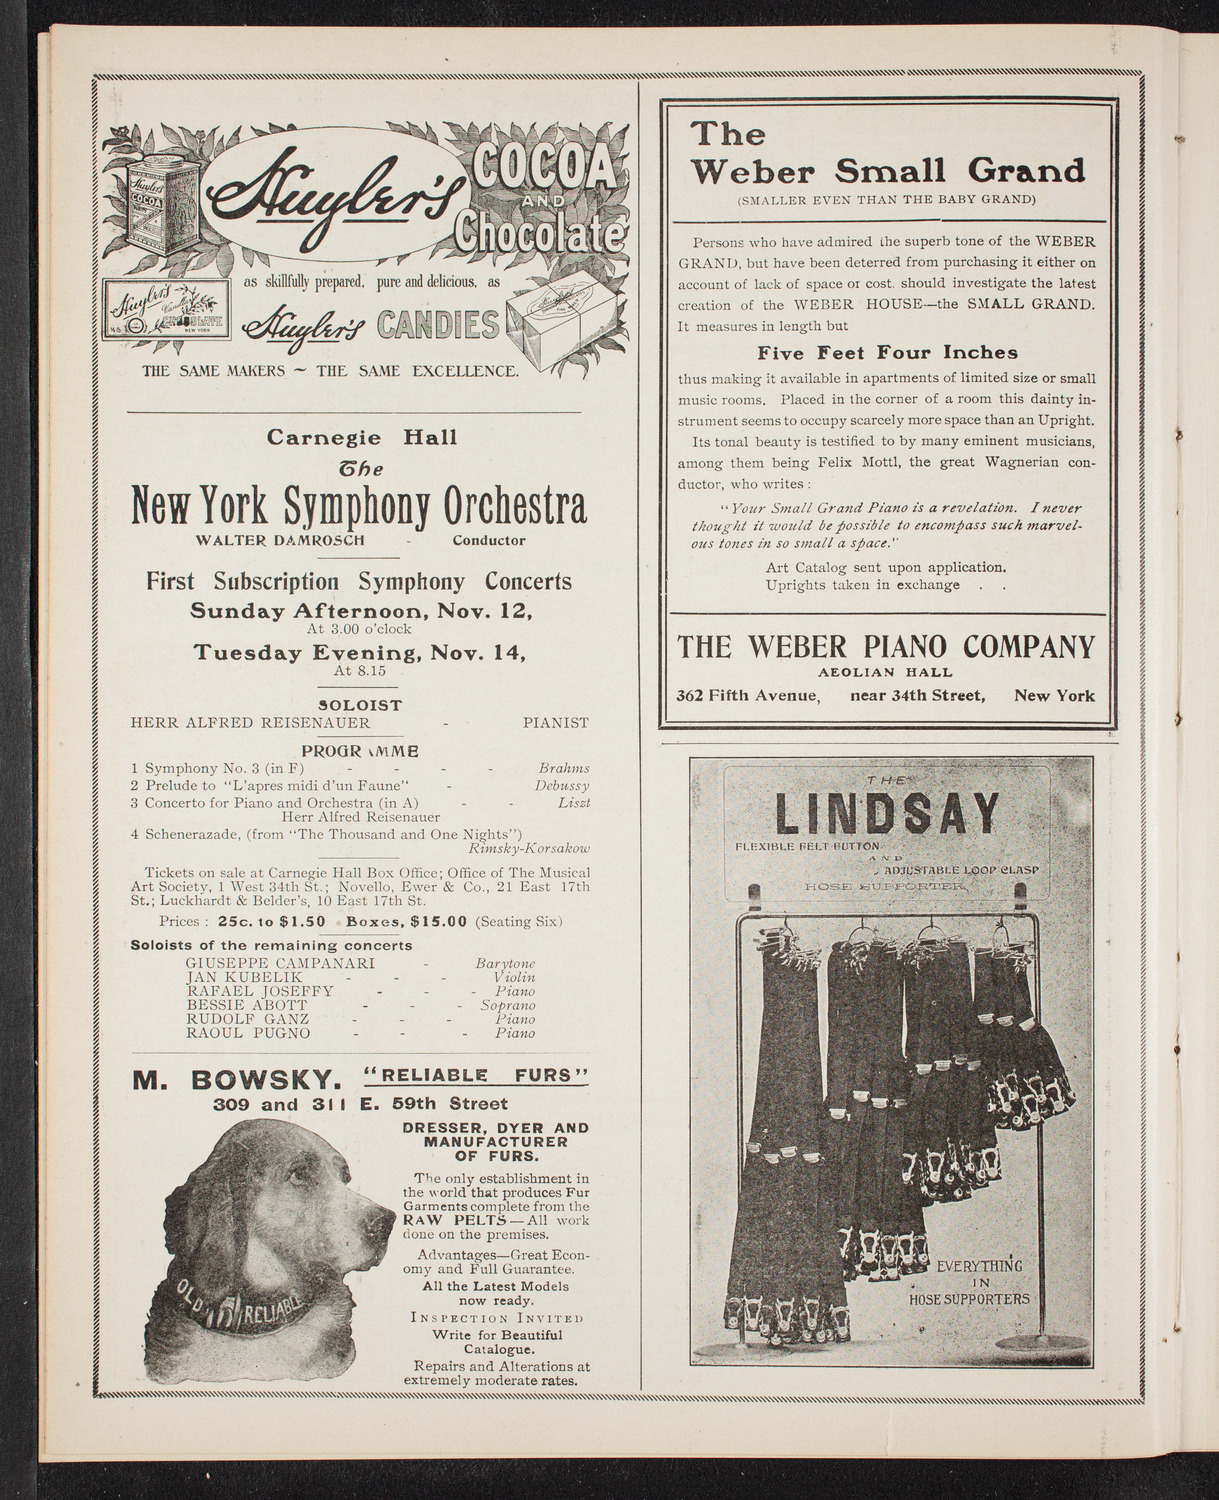 Huyler's COCOA
AND
Chocolate
Huyler's
COCOA
as skillfully prepared, pure and delicious, as
Huyler's
CHOCOLATE
NEW YORK
Huyler's CANDIES
THE SAME MAKERS ~ THE SAME EXCELLENCE.
Carnegie Hall
The
New York Symphony Orchestra
WALTER DAMROSCH - Conductor
First Subscription Symphony Concerts
Sunday Afternoon, Nov. 12,
At 3.00 o'clock
Tuesday Evening, Nov. 14,
At 8.15
SOLOIST
HERR ALFRED REISENAUER - PIANIST
PROGRAMME
1 Symphony No. 3 (in F) - - - - Brahms
2 Prelude to "L'apres midi d'un Faune" - Debussy
3 Concerto for Piano and Orchestra (in A) - - Liszt
Herr Alfred Reisenauer
4 Schenerazade, (from "The Thousand and One Nights")
Rimsky-Korsakow
Tickets on sale at Carnegie Hall Box Office; Office of The Musical
Art Society, 1 West 34th St.; Novello, Ewer & Co., 21 East 17th
St.; Luckhardt & Belder's, 10 East 17th St.
Prices : 25c. to $1.50 Boxes, $15.00 (Seating Six)
Soloists of the remaining concerts
GIUSEPPE CAMPANARI - Barytone
JAN KUBELIK - - - Violin
RAFAEL JOSEFFY - - - Piano
BESSIE ABOTT - - - Soprano
RUDOLF GANZ - - - Piano
RAOUL PUGNO - - - Piano
M. BOWSKY. "RELIABLE FURS"
309 and 311 E. 59th Street
DRESSER, DYER AND
MANUFACTURER
OF FURS.
The only establishment in
the world that produces Fur
Garments complete from the
RAW PELTS—All work
done on the premises.
Advantages—Great Econ-
omy and Full Guarantee.
All the Latest Models
now ready.
INSPECTION INVITED
Write for Beautiful
Catalogue.
Repairs and Alterations at
extremely moderate rates.
OLD RELIABLE
The
Weber Small Grand
(SMALLER EVEN THAN THE BABY GRAND)
Persons who have admired the superb tone of the WEBER
GRAND, but have been deterred from purchasing it either on
account of lack of space or cost, should investigate the latest
creation of the WEBER HOUSE—the SMALL GRAND.
It measures in length but
Five Feet Four Inches
thus making it available in apartments of limited size or small
music rooms. Placed in the corner of a room this dainty in-
strument seems to occupy scarcely more space than an Upright.
Its tonal beauty is testified to by many eminent musicians,
among them being Felix Mottl, the great Wagnerian con-
ductor, who writes :
"Your Small Grand Piano is a revelation. I never
thought it would be possible to encompass such marvel-
ous tones in so small a space."
Art Catalog sent upon application.
Uprights taken in exchange . .
THE WEBER PIANO COMPANY
AEOLIAN HALL
362 Fifth Avenue, near 34th Street, New York
THE
LINDSAY
FLEXIBLE FELT BUTTON
AND
ADJUSTABLE LOOP CLASP
HOSE SUPPORTER
EVERYTHING
IN
HOSE SUPPORTERS